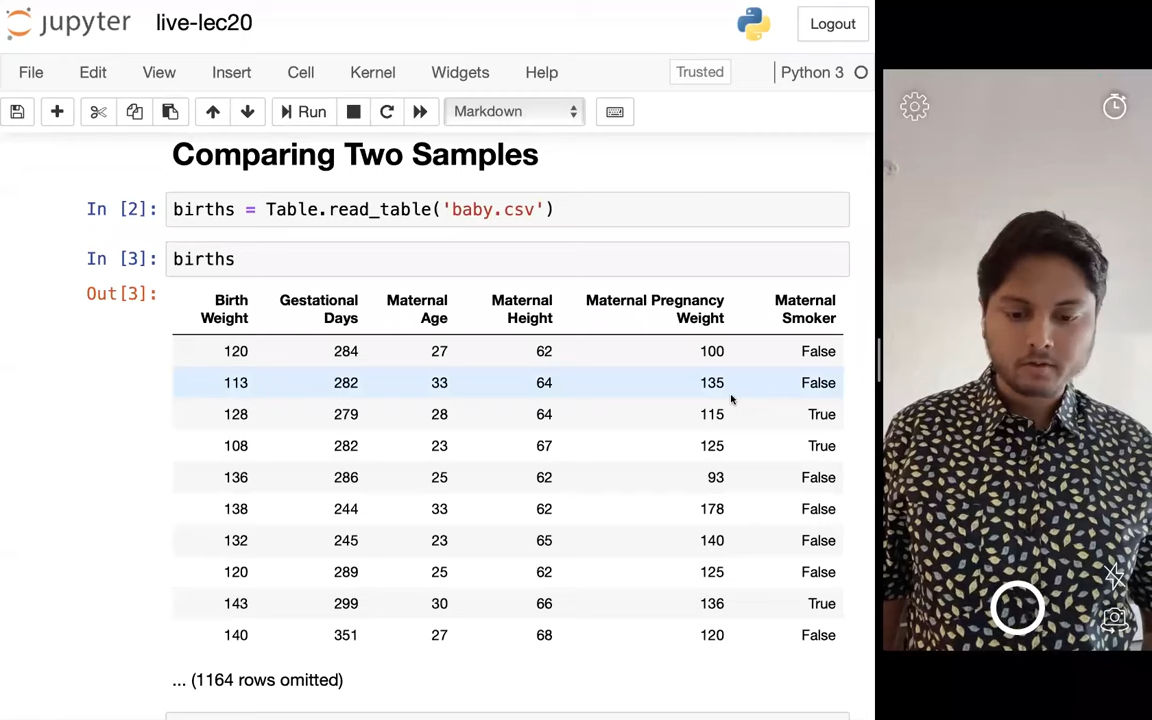 jupyter live-lec20 Logout
File Edit View Insert Cell Kernel Widgets Help Trusted Python 3
Run Markdown
Comparing Two Samples
In [2]: births = Table.read_table('baby.csv')
In [3]: births
Out[3]:
Birth Gestational Maternal Maternal Maternal Pregnancy Maternal
Weight Days Age Height Weight Smoker
120 284 27 62 100 False
113 282 33 64 135 False
128 279 28 64 115 True
108 282 23 67 125 True
136 286 25 62 93 False
138 244 33 62 178 False
132 245 23 65 140 False
120 289 25 62 125 False
143 299 30 66 136 True
140 351 27 68 120 False
... (1164 rows omitted)